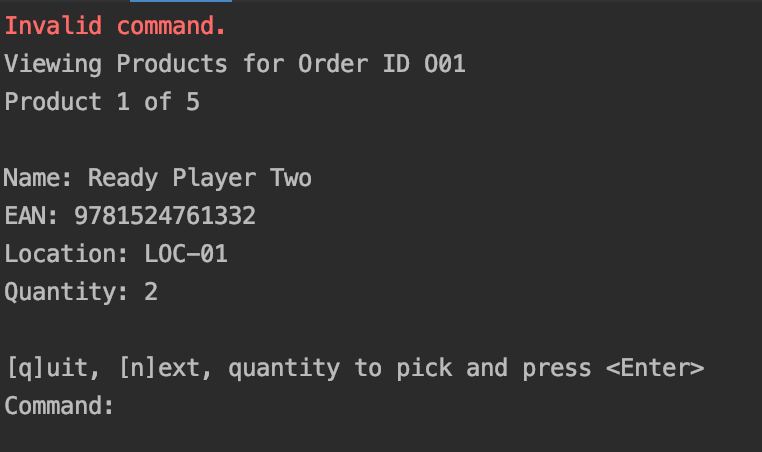 Invalid command.
Viewing Products for Order ID O01
Product 1 of 5
Name: Ready Player Two
EAN: 9781524761332
Location: LOC-01
Quantity: 2
[q]uit, [n]ext, quantity to pick and press <Enter>
Command: